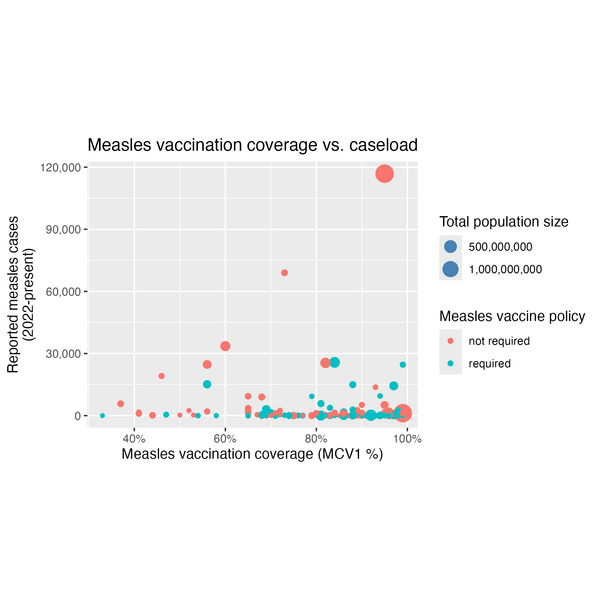 Measles vaccination coverage vs. caseload
120,000
90,000
60,000
30,000
0
Reported measles cases
(2022-present)
40%
60%
80%
100%
Measles vaccination coverage (MCV1 %)
Total population size
500,000,000
1,000,000,000
Measles vaccine policy
not required
required